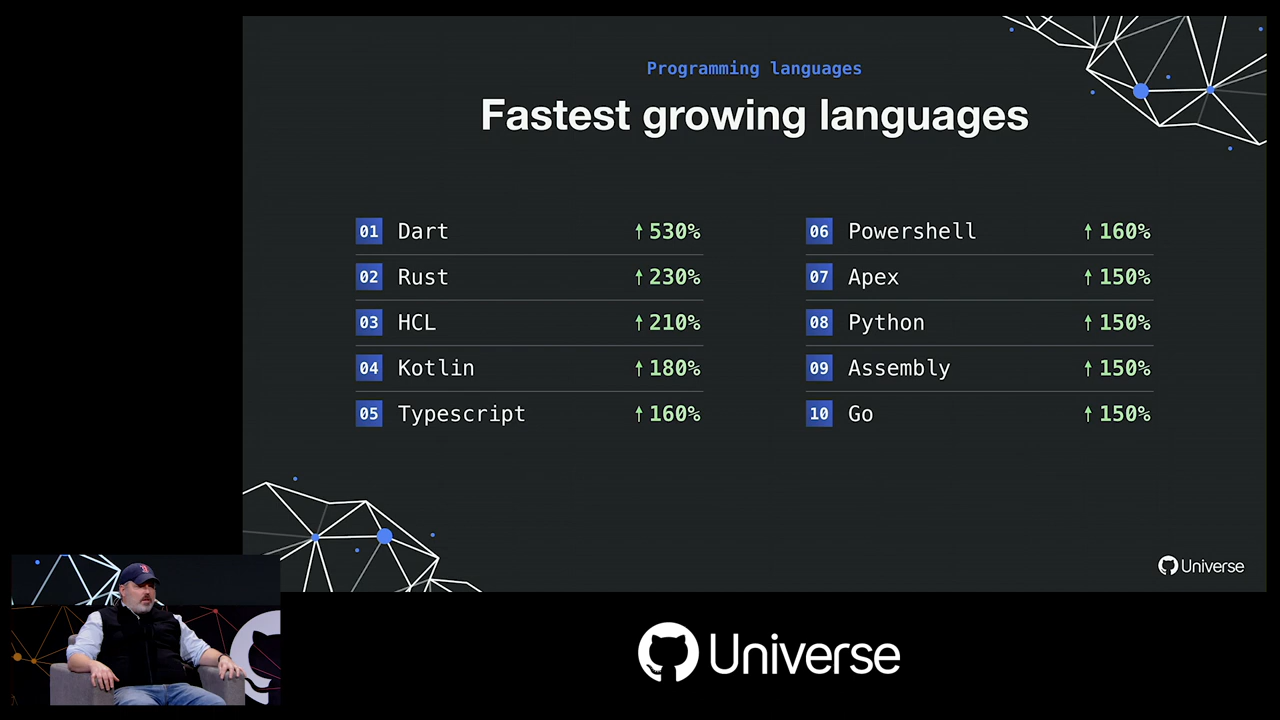 Programming languages
Fastest growing languages
01 Dart ↑ 530%
02 Rust ↑ 230%
03 HCL ↑ 210%
04 Kotlin ↑ 180%
05 Typescript ↑ 160%
06 Powershell ↑ 160%
07 Apex ↑ 150%
08 Python ↑ 150%
09 Assembly ↑ 150%
10 Go ↑ 150%
Universe
Universe